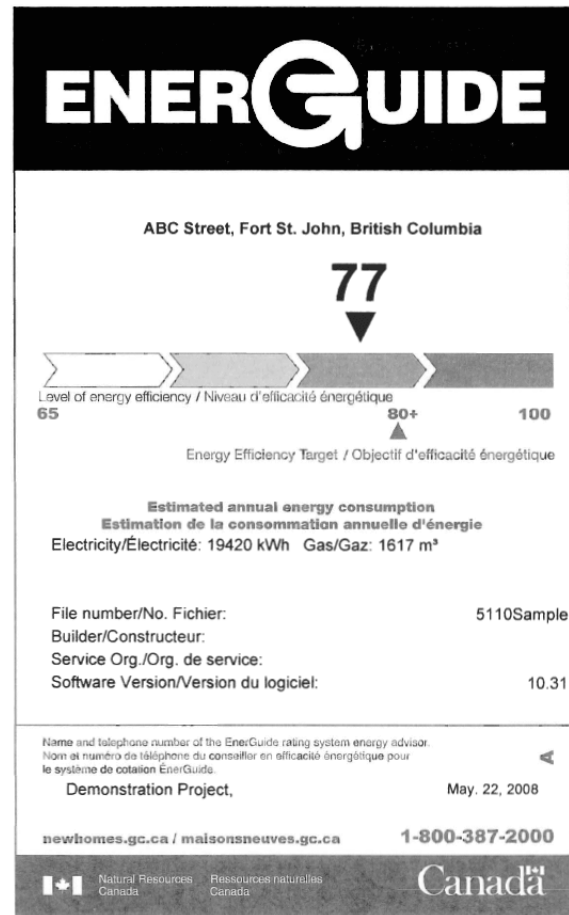 ENERGUIDE
ABC Street, Fort St. John, British Columbia
77
Level of energy efficiency / Niveau d'efficacité énergétique
65 80+ 100
Energy Efficiency Target / Objectif d'efficacité énergétique
Estimated annual energy consumption
Estimation de la consommation annuelle d'énergie
Electricity/Électricité: 19420 kWh Gas/Gaz: 1617 m³
File number/No. Fichier: 5110Sample
Builder/Constructeur:
Service Org./Org. de service:
Software Version/Version du logiciel: 10.31
Name and telephone number of the EnerGuide rating system energy advisor.
Nom et numéro de téléphone du conseiller en efficacité énergétique pour
le système de cotation ÉnerGuide.
A
Demonstration Project, May. 22, 2008
newhomes.gc.ca / maisonsneuves.gc.ca 1-800-387-2000
Natural Resources Ressources naturelles
Canada Canada
Canada